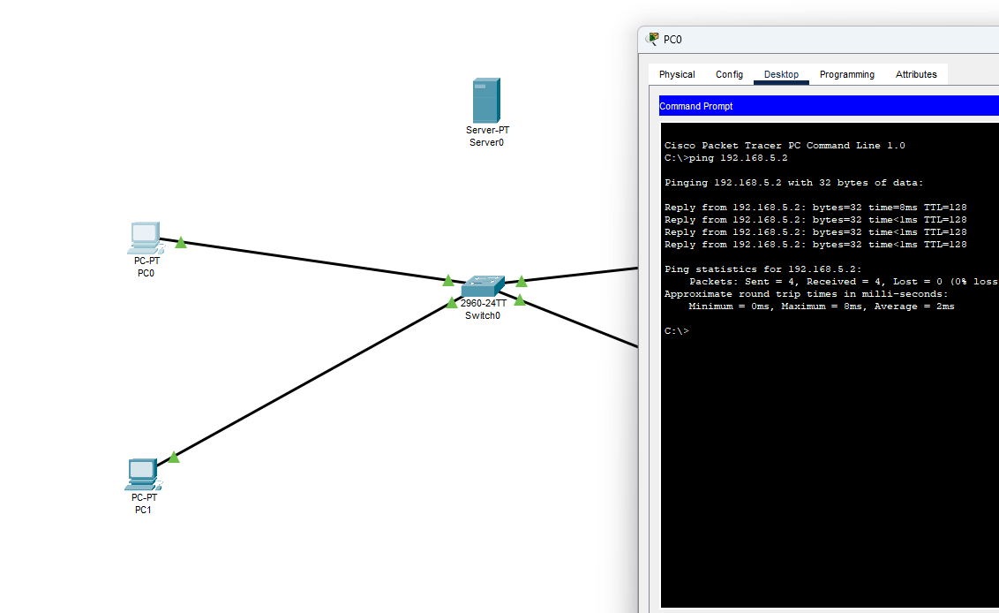 PC0
Physical Config Desktop Programming Attributes
Command Prompt
Cisco Packet Tracer PC Command Line 1.0
C:\>ping 192.168.5.2
Pinging 192.168.5.2 with 32 bytes of data:
Reply from 192.168.5.2: bytes=32 time=8ms TTL=128
Reply from 192.168.5.2: bytes=32 time<1ms TTL=128
Reply from 192.168.5.2: bytes=32 time<1ms TTL=128
Reply from 192.168.5.2: bytes=32 time<1ms TTL=128
Ping statistics for 192.168.5.2:
Packets: Sent = 4, Received = 4, Lost = 0 (0% loss
Approximate round trip times in milli-seconds:
Minimum = 0ms, Maximum = 8ms, Average = 2ms
C:\>
Server-PT
Server0
PC-PT
PC0
2960-24TT
Switch0
PC-PT
PC1